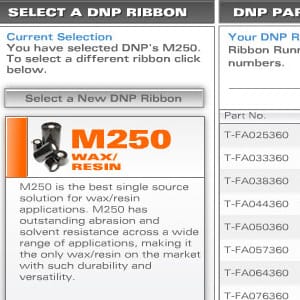 SELECT A DNP RIBBON
Current Selection
You have selected DNP's M250.
To select a different ribbon click
below.
Select a New DNP Ribbon
M250
WAX/
RESIN
M250 is the best single source
solution for wax/resin
applications. M250 has
outstanding abrasion and
solvent resistance across a wide
range of applications, making it
the only wax/resin on the market
with such durability and
versatility.
DNP PAR
Your DNP R
Ribbon Runn
numbers.
Part No.
T-FA025360
T-FA033360
T-FA038360
T-FA044360
T-FA050360
T-FA057360
T-FA064360
T-FA076360